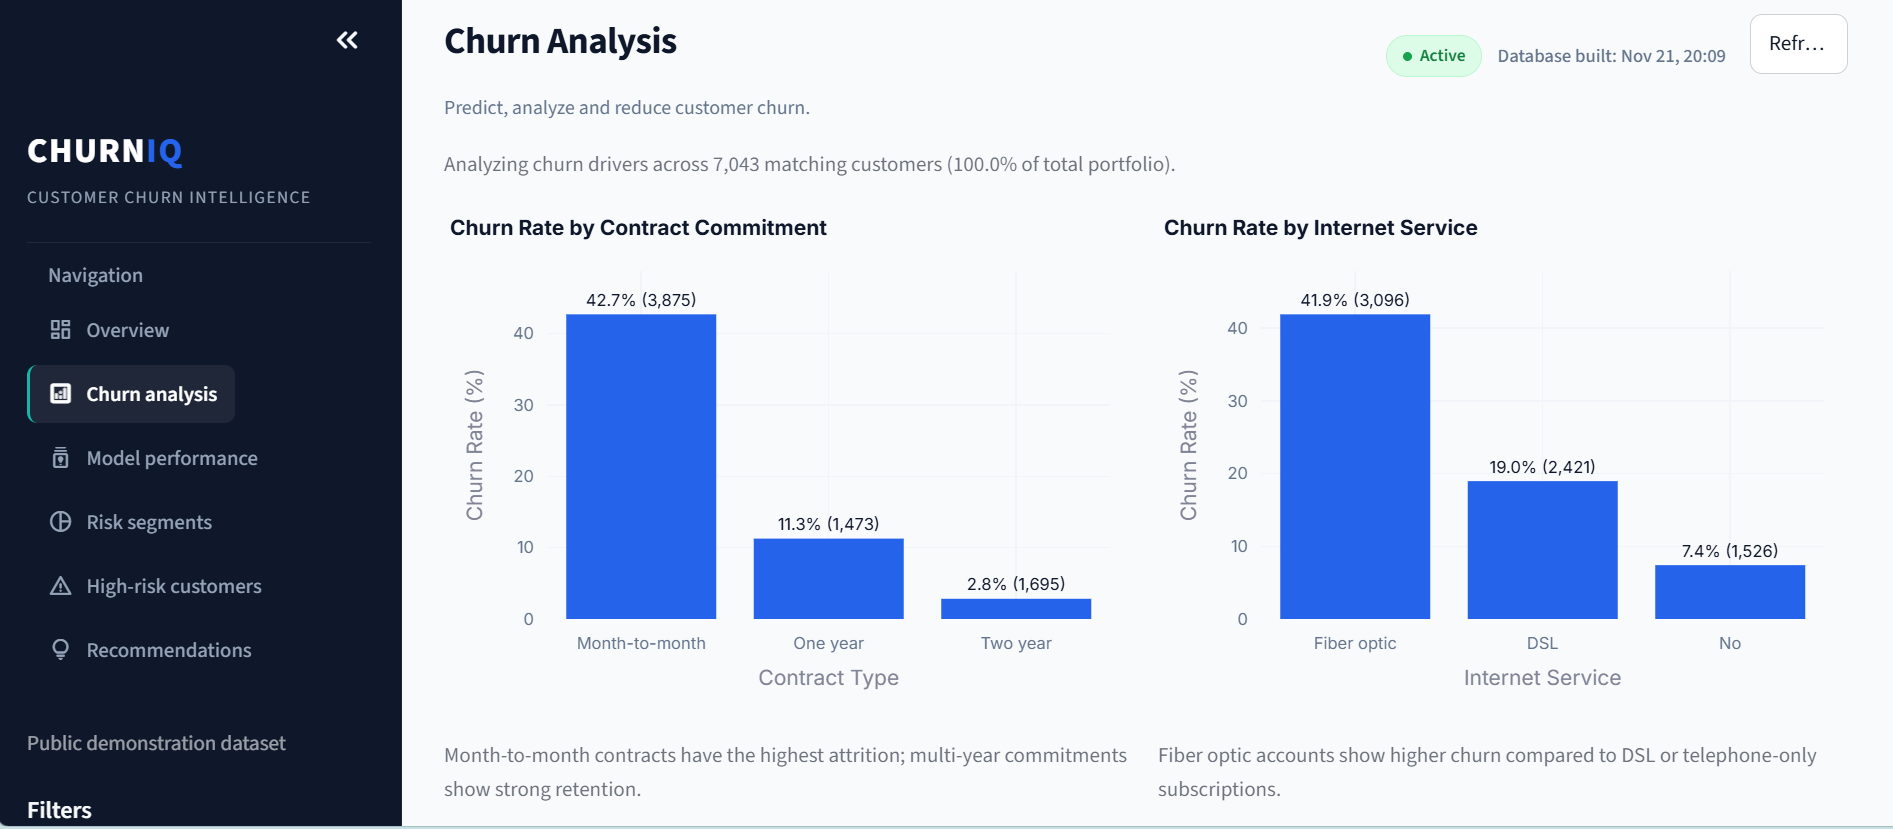 CHURNIQ
CUSTOMER CHURN INTELLIGENCE
Navigation
Overview
Churn analysis
Model performance
Risk segments
High-risk customers
Recommendations
Public demonstration dataset
Filters
Churn Analysis
Active
Database built: Nov 21, 20:09
Refr...
Predict, analyze and reduce customer churn.
Analyzing churn drivers across 7,043 matching customers (100.0% of total portfolio).
Churn Rate by Contract Commitment
Churn Rate (%)
40
30
20
10
0
42.7% (3,875)
11.3% (1,473)
2.8% (1,695)
Month-to-month
One year
Two year
Contract Type
Month-to-month contracts have the highest attrition; multi-year commitments
show strong retention.
Churn Rate by Internet Service
Churn Rate (%)
40
30
20
10
0
41.9% (3,096)
19.0% (2,421)
7.4% (1,526)
Fiber optic
DSL
No
Internet Service
Fiber optic accounts show higher churn compared to DSL or telephone-only
subscriptions.